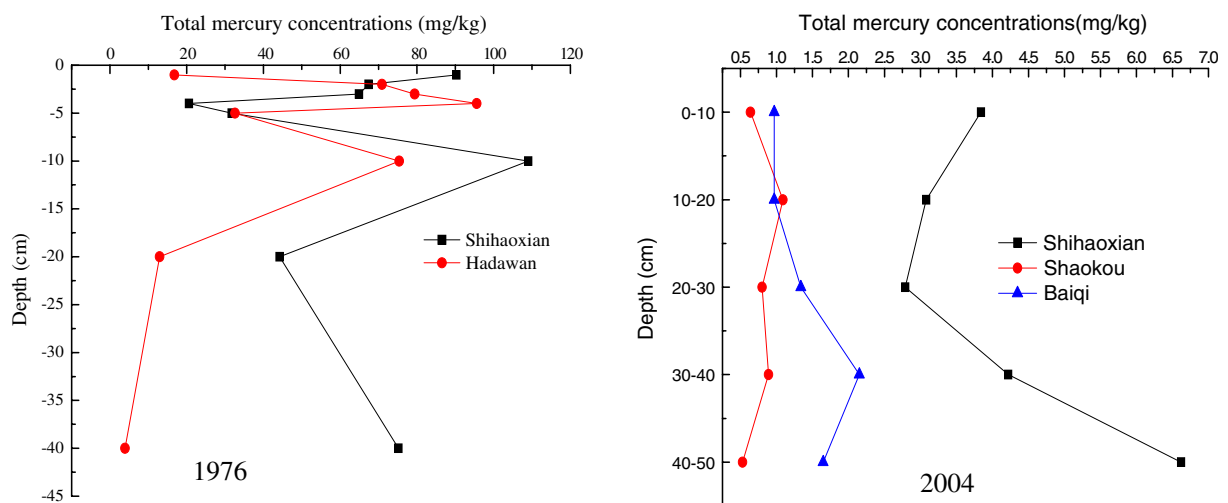 Total mercury concentrations (mg/kg)
0 20 40 60 80 100 120
0
-5
-10
-15
-20
-25
-30
-35
-40
-45
Depth (cm)
Shihaoxian
Hadawan
1976
Total mercury concentrations(mg/kg)
0.5 1.0 1.5 2.0 2.5 3.0 3.5 4.0 4.5 5.0 5.5 6.0 6.5 7.0
0-10
10-20
20-30
30-40
40-50
Depth (cm)
Shihaoxian
Shaokou
Baiqi
2004